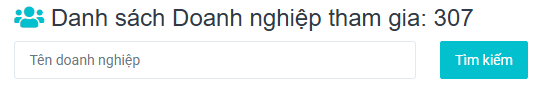 Danh sách Doanh nghiệp tham gia: 307
Tên doanh nghiệp
Tìm kiếm